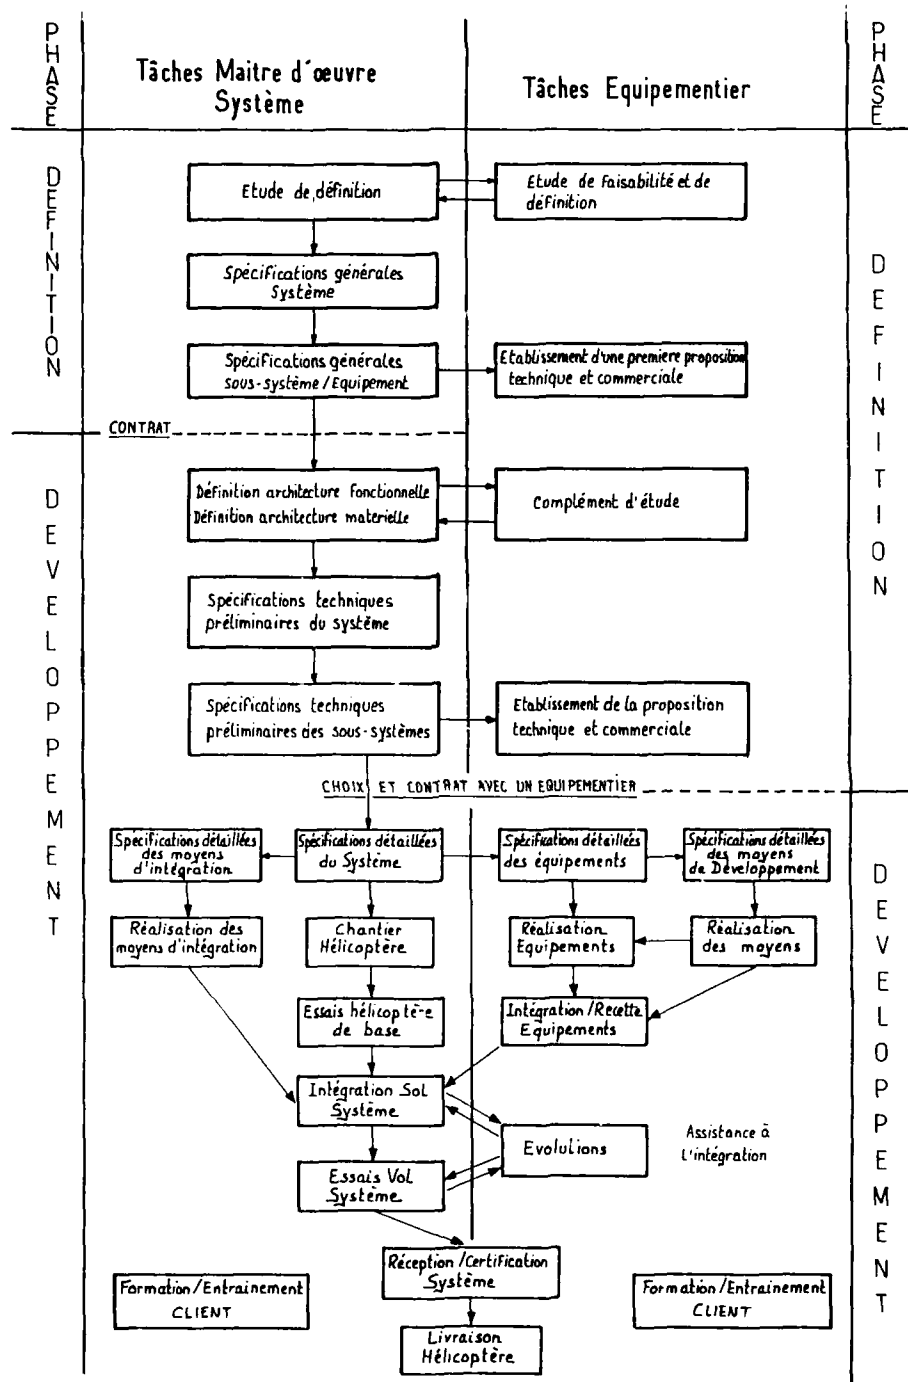 PHASE
Tâches Maitre d'œuvre
Système
Tâches Equipementier
PHASE
DEFINITION
Etude de définition
Etude de Faisabilité et de
définition
Spécifications générales
Système
Spécifications générales
sous-système/Equipement
Etablissement d'une premiere proposition
technique et commerciale
DEFINITION
CONTRAT
DEVELOPPEMENT
Définition architecture Fonctionnelle
Définition architecture materielle
Complément d'étude
Spécifications techniques
préliminaires du système
Spécifications techniques
préliminaires des sous-systèmes
Etablissement de la proposition
technique et commerciale
CHOIX ET CONTRAT AVEC UN EQUIPEMENTIER
Spécifications détaillées
des moyens
d'intégration
Spécifications détaillées
du Système
Spécifications détaillées
des équipements
Spécifications détaillées
des moyens
de Développement
DEVELOPPEMENT
Réalisation des
moyens d'intégration
Chantier
Hélicoptère
Réalisation
Equipements
Réalisation
des moyens
Essais hélicoptère
de base
Intégration/Recette
Equipements
Intégration Sol
Système
Evolutions
Assistance à
l'intégration
Essais Vol
Système
Réception/Certification
Système
Formation/Entrainement
CLIENT
Formation/Entrainement
CLIENT
Livraison
Hélicoptère